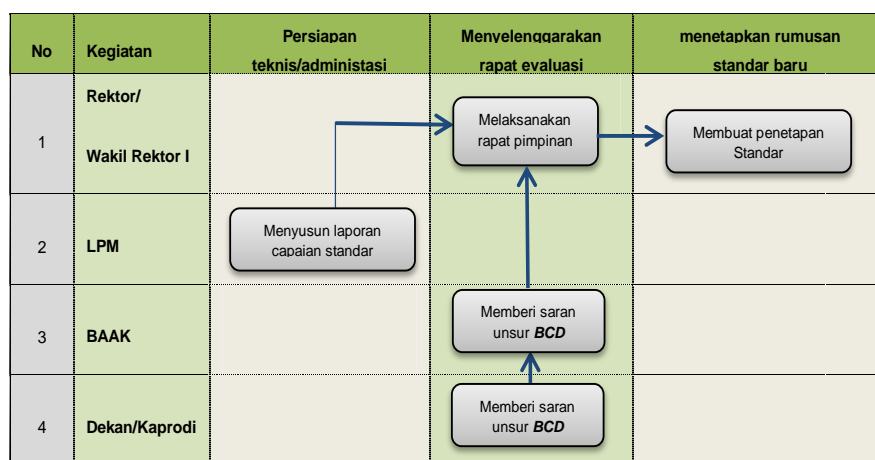 No
Kegiatan
Persiapan
teknis/administasi
Menyelenggarakan
rapat evaluasi
menetapkan rumusan
standar baru
1
Rektor/
Wakil Rektor I
Melaksanakan
rapat pimpinan
Membuat penetapan
Standar
2
LPM
Menyusun laporan
capaian standar
3
BAAK
Memberi saran
unsur BCD
4
Dekan/Kaprodi
Memberi saran
unsur BCD